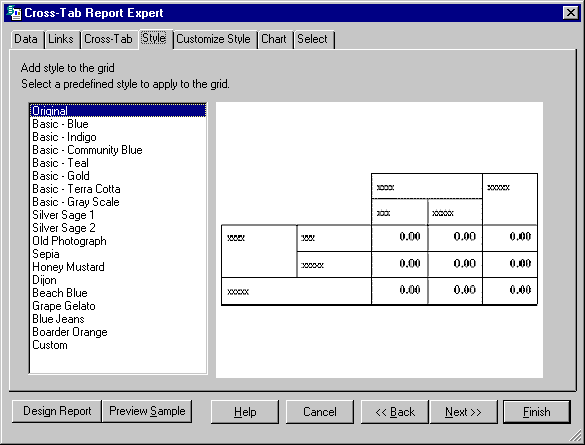 Cross-Tab Report Expert
Data Links Cross-Tab Style Customize Style Chart Select
Add style to the grid
Select a predefined style to apply to the grid.
Original
Basic - Blue
Basic - Indigo
Basic - Community Blue
Basic - Teal
Basic - Gold
Basic - Terra Cotta
Basic - Gray Scale
Silver Sage 1
Silver Sage 2
Old Photograph
Sepia
Honey Mustard
Dijon
Beach Blue
Grape Gelato
Blue Jeans
Boarder Orange
Custom
xxxx xxxxx
xxx xxxxx
xxxx xxx 0.00 0.00 0.00
xxxxx 0.00 0.00 0.00
xxxxx 0.00 0.00 0.00
Design Report Preview Sample Help Cancel << Back Next >> Finish